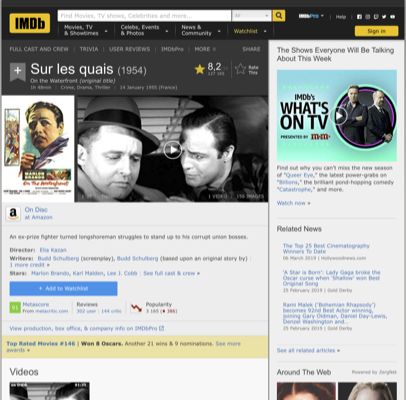 IMDb
Find Movies, TV shows, Celebrities and more...
All
IMDbPro
Help
Movies, TV
& Showtimes
Celebs, Events
& Photos
News &
Community
Watchlist
Sign in
FULL CAST AND CREW | TRIVIA | USER REVIEWS | IMDbPro | MORE
SHARE
Sur les quais (1954)
On the Waterfront (original title)
1h 48min | Crime, Drama, Thriller | 14 January 1955 (France)
8,2
Rate
This
1 VIDEO
On Disc
at Amazon
An ex-prize fighter turned longshoreman struggles to stand up to his corrupt union bosses.
Director: Elia Kazan
Writers: Budd Schulberg (screenplay), Budd Schulberg (based upon an original story by) |
1 more credit »
Stars: Marlon Brando, Karl Malden, Lee J. Cobb | See full cast & crew »
+ Add to Watchlist
91
Metascore
From metacritic.com
Reviews
302 user | 144 critic
Popularity
3 165
View production, box office, & company info on IMDbPro
Top Rated Movies #146 | Won 8 Oscars. Another 21 wins & 9 nominations. See more
awards »
Videos
The Shows Everyone Will Be Talking
About This Week
IMDb's
WHAT'S
ON TV
PRESENTED BY
Find out why you can't miss the new season
of "Queer Eye," the latest power-grabs on
"Billions," the brilliant pond-hopping comedy
"Catastrophe," and more.
Watch now »
Related News
The Top 25 Best Cinematography
Winners To Date
06 March 2019 | Hollywoodnews.com
'A Star is Born': Lady Gaga broke the
Oscar curse when 'Shallow' won Best
Original Song
25 February 2019 | Gold Derby
Rami Malek ('Bohemian Rhapsody')
becomes 92nd Best Actor winning,
joining Gary Oldman, Daniel Day-Lewis,
Denzel Washington...
25 February 2019 | Gold Derby
See all related articles »
Around The Web
Powered by ZergNet